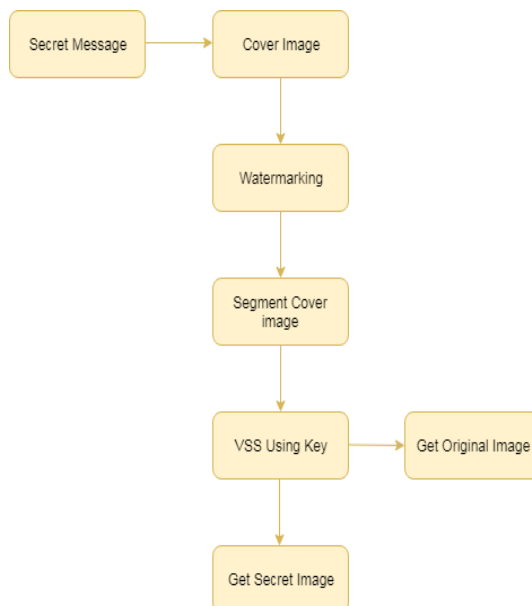 Secret Message
Cover Image
Watermarking
Segment Cover
image
VSS Using Key
Get Original Image
Get Secret Image